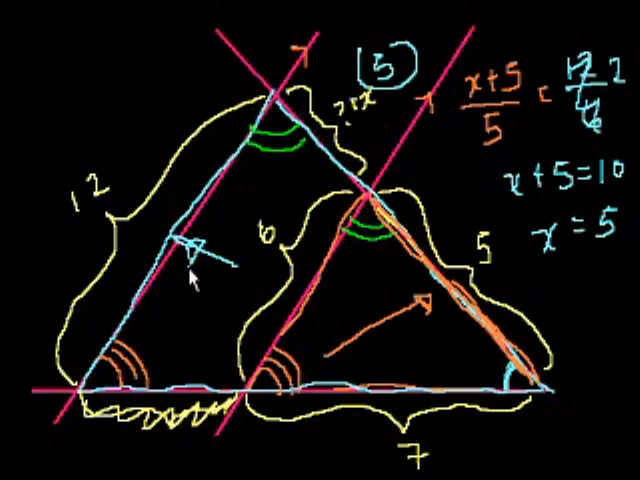 5
? = x
12
6
5
7
x+5/5 = 12/6 2
x+5=10
x = 5